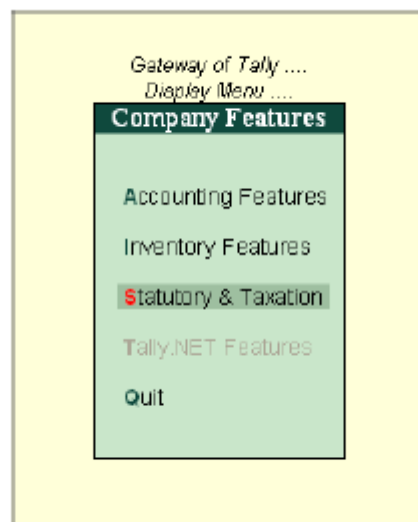 Gateway of Tally ....
Display Menu ....
Company Features
Accounting Features
Inventory Features
Statutory & Taxation
Tally.NET Features
Quit